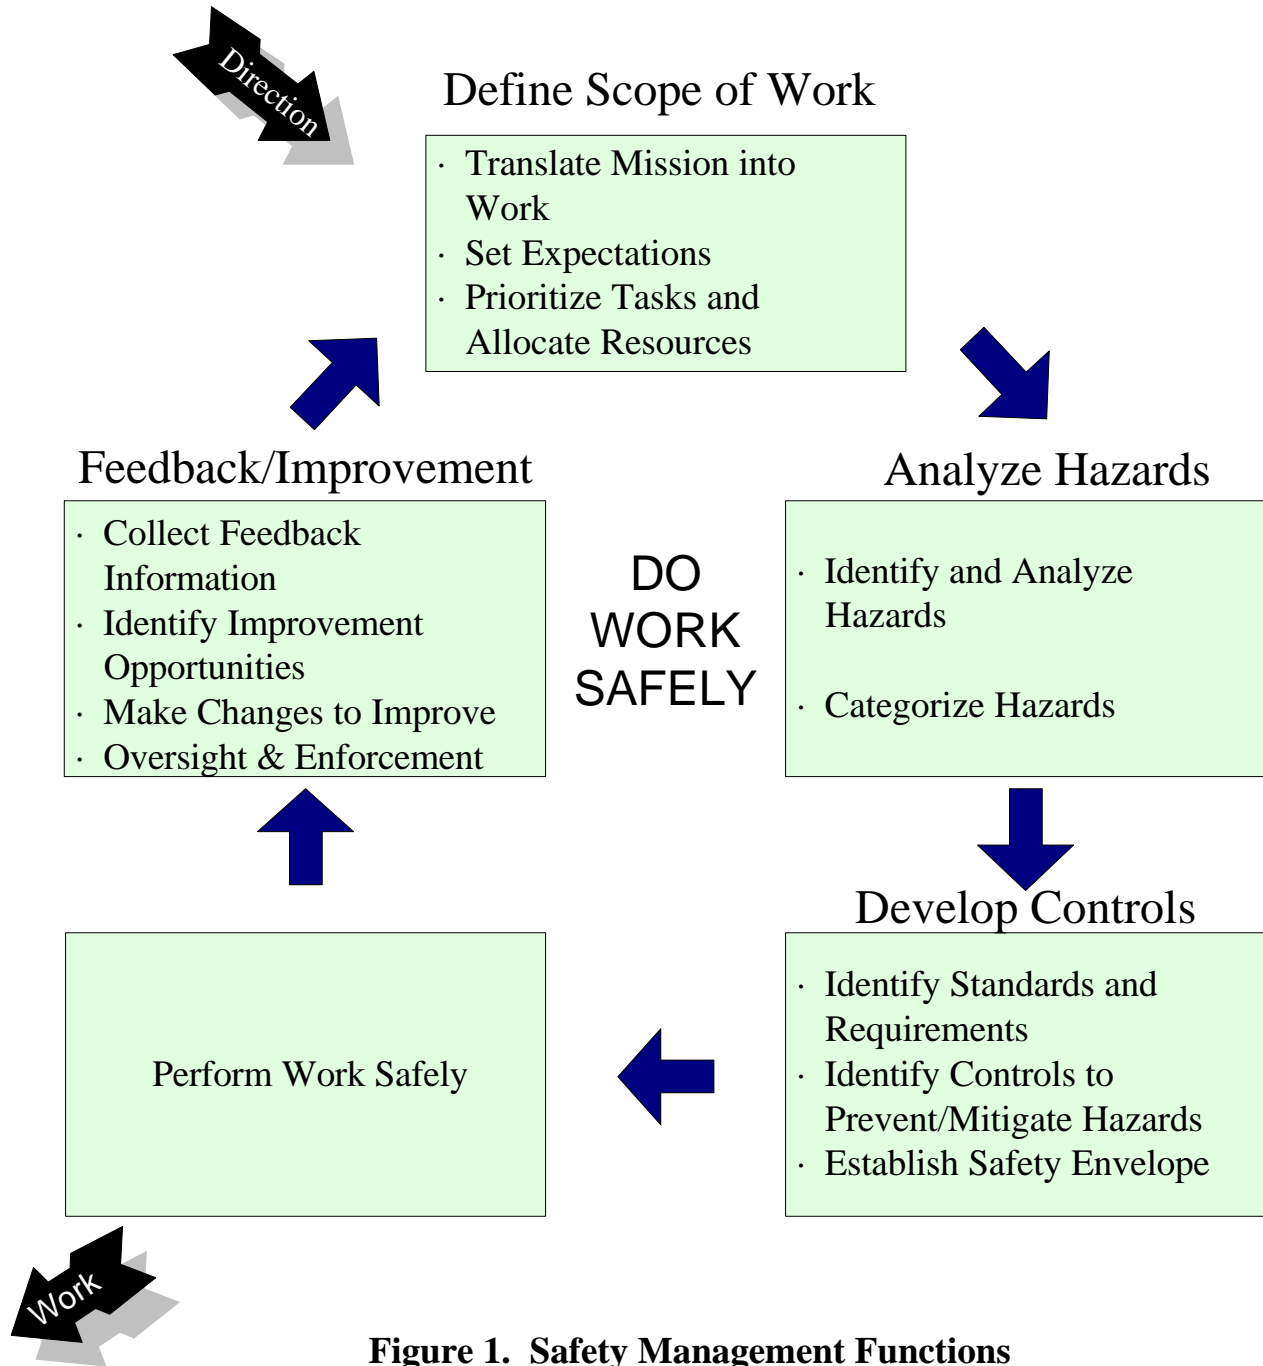 Direction
Define Scope of Work
· Translate Mission into
Work
· Set Expectations
· Prioritize Tasks and
Allocate Resources
Feedback/Improvement
· Collect Feedback
Information
· Identify Improvement
Opportunities
· Make Changes to Improve
· Oversight & Enforcement
DO
WORK
SAFELY
Analyze Hazards
· Identify and Analyze
Hazards
· Categorize Hazards
Develop Controls
· Identify Standards and
Requirements
· Identify Controls to
Prevent/Mitigate Hazards
· Establish Safety Envelope
Perform Work Safely
Work
Figure 1. Safety Management Functions